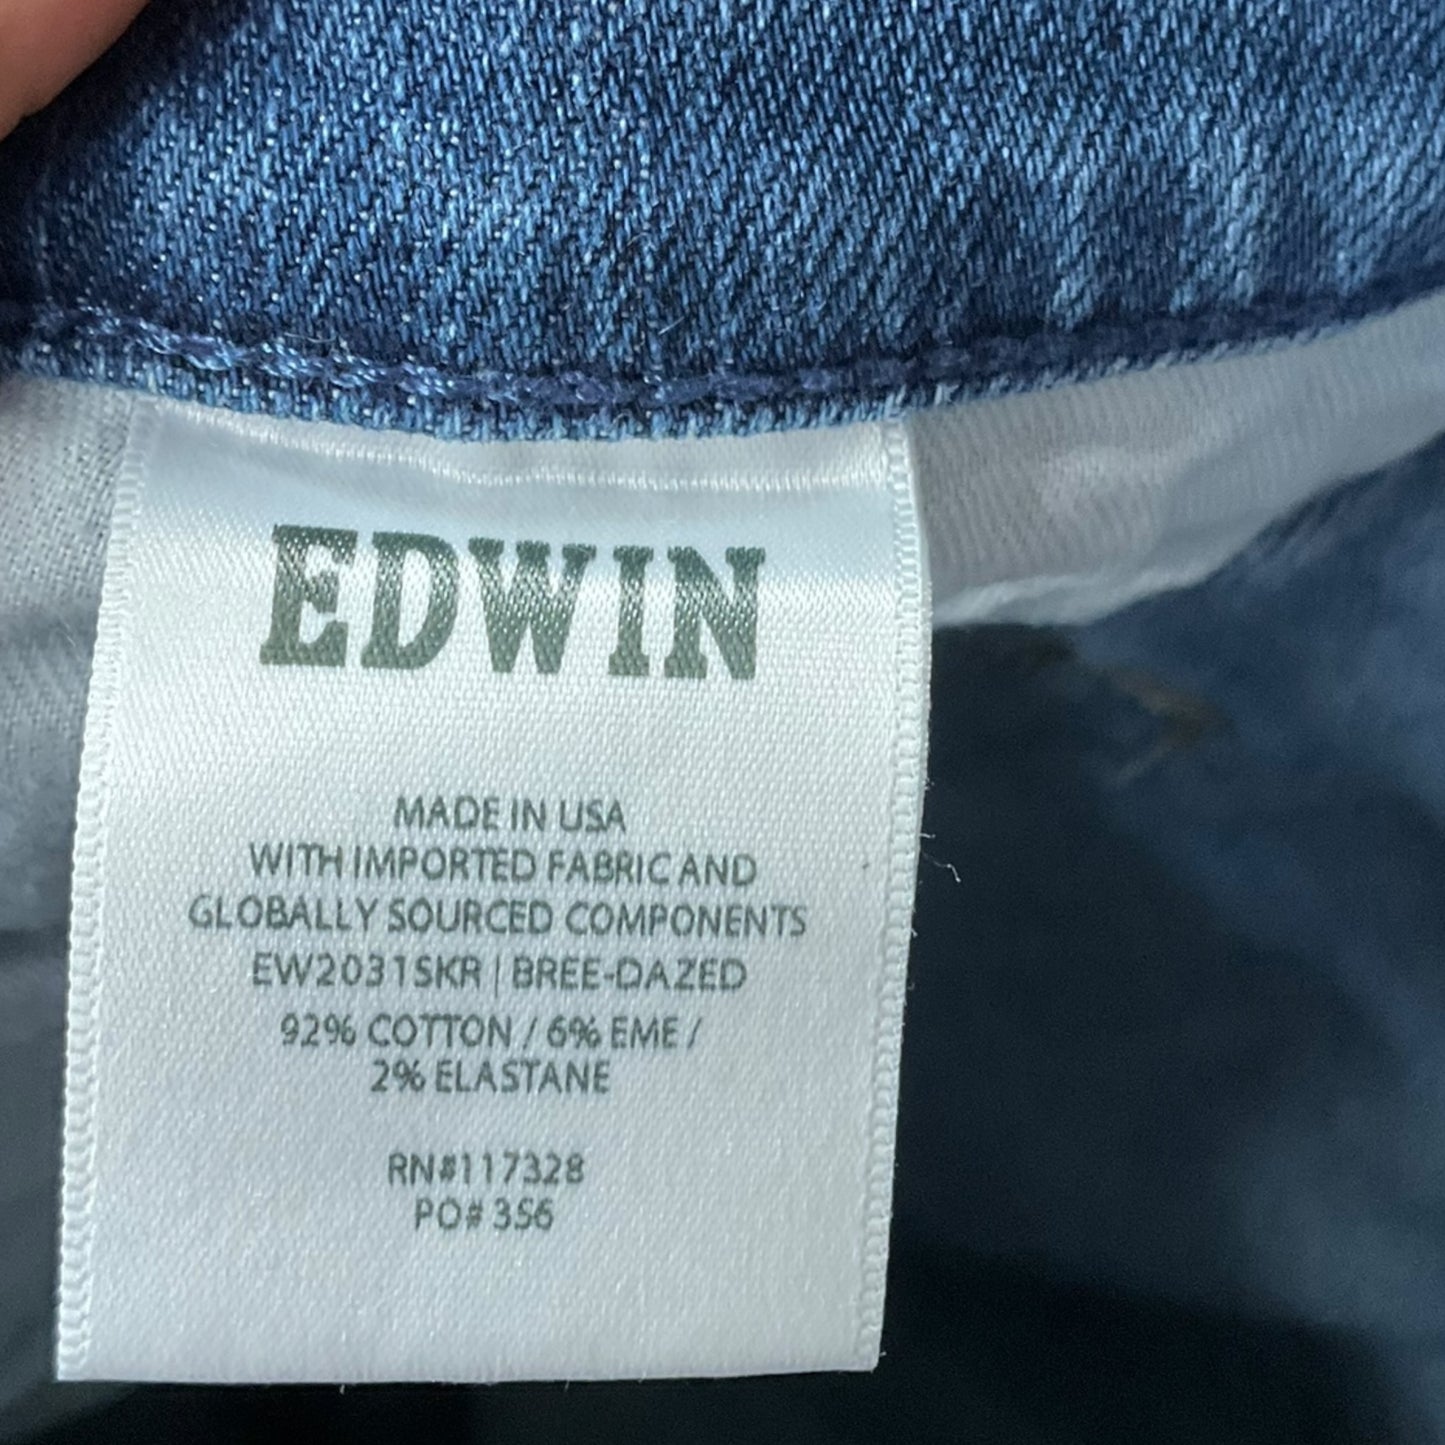 EDWIN
MADE IN USA
WITH IMPORTED FABRIC AND
GLOBALLY SOURCED COMPONENTS
EW2031SKR | BREE-DAZED
92% COTTON / 6% EME /
2% ELASTANE
RN#117328
PO# 356